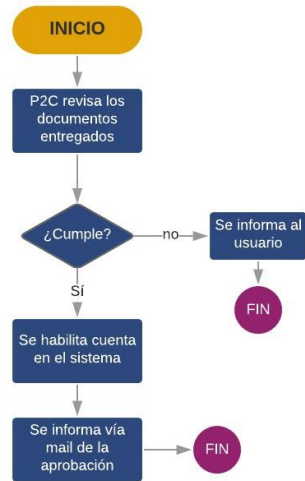 INICIO
P2C revisa los
documentos
entregados
¿Cumple?
no
Se informa al
usuario
FIN
Sí
Se habilita cuenta
en el sistema
Se informa vía
mail de la
aprobación
FIN